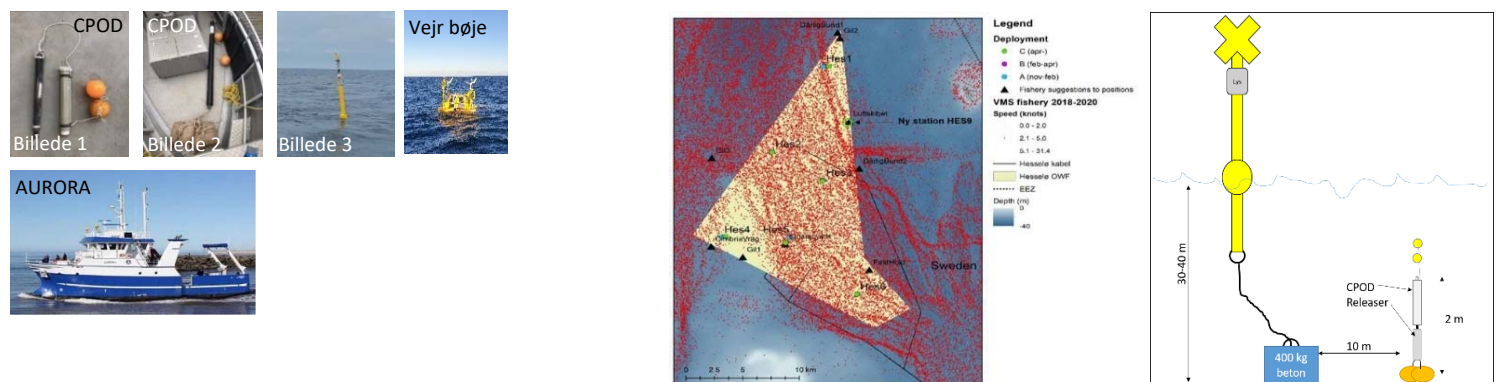 CPOD
Billede 1
CPOD
Billede 2
Billede 3
Vejr bøje
AURORA
Gil2
Hes1
Ny station HES9
Hes3
Hes4
Gil1
Sweden
0 2.5 5 10 km
Legend
Deployment
C (apr-)
B (feb-apr)
A (nov-feb)
Fishery suggestions to positions
VMS fishery 2018-2020
Speed (knots)
0.0 - 2.0
2.1 - 5.0
5.1 - 31.4
Hesselø kabel
Hesselø OWF
EEZ
Depth (m)
0
-40
Lys
30-40 m
400 kg
beton
10 m
CPOD
Releaser
2 m